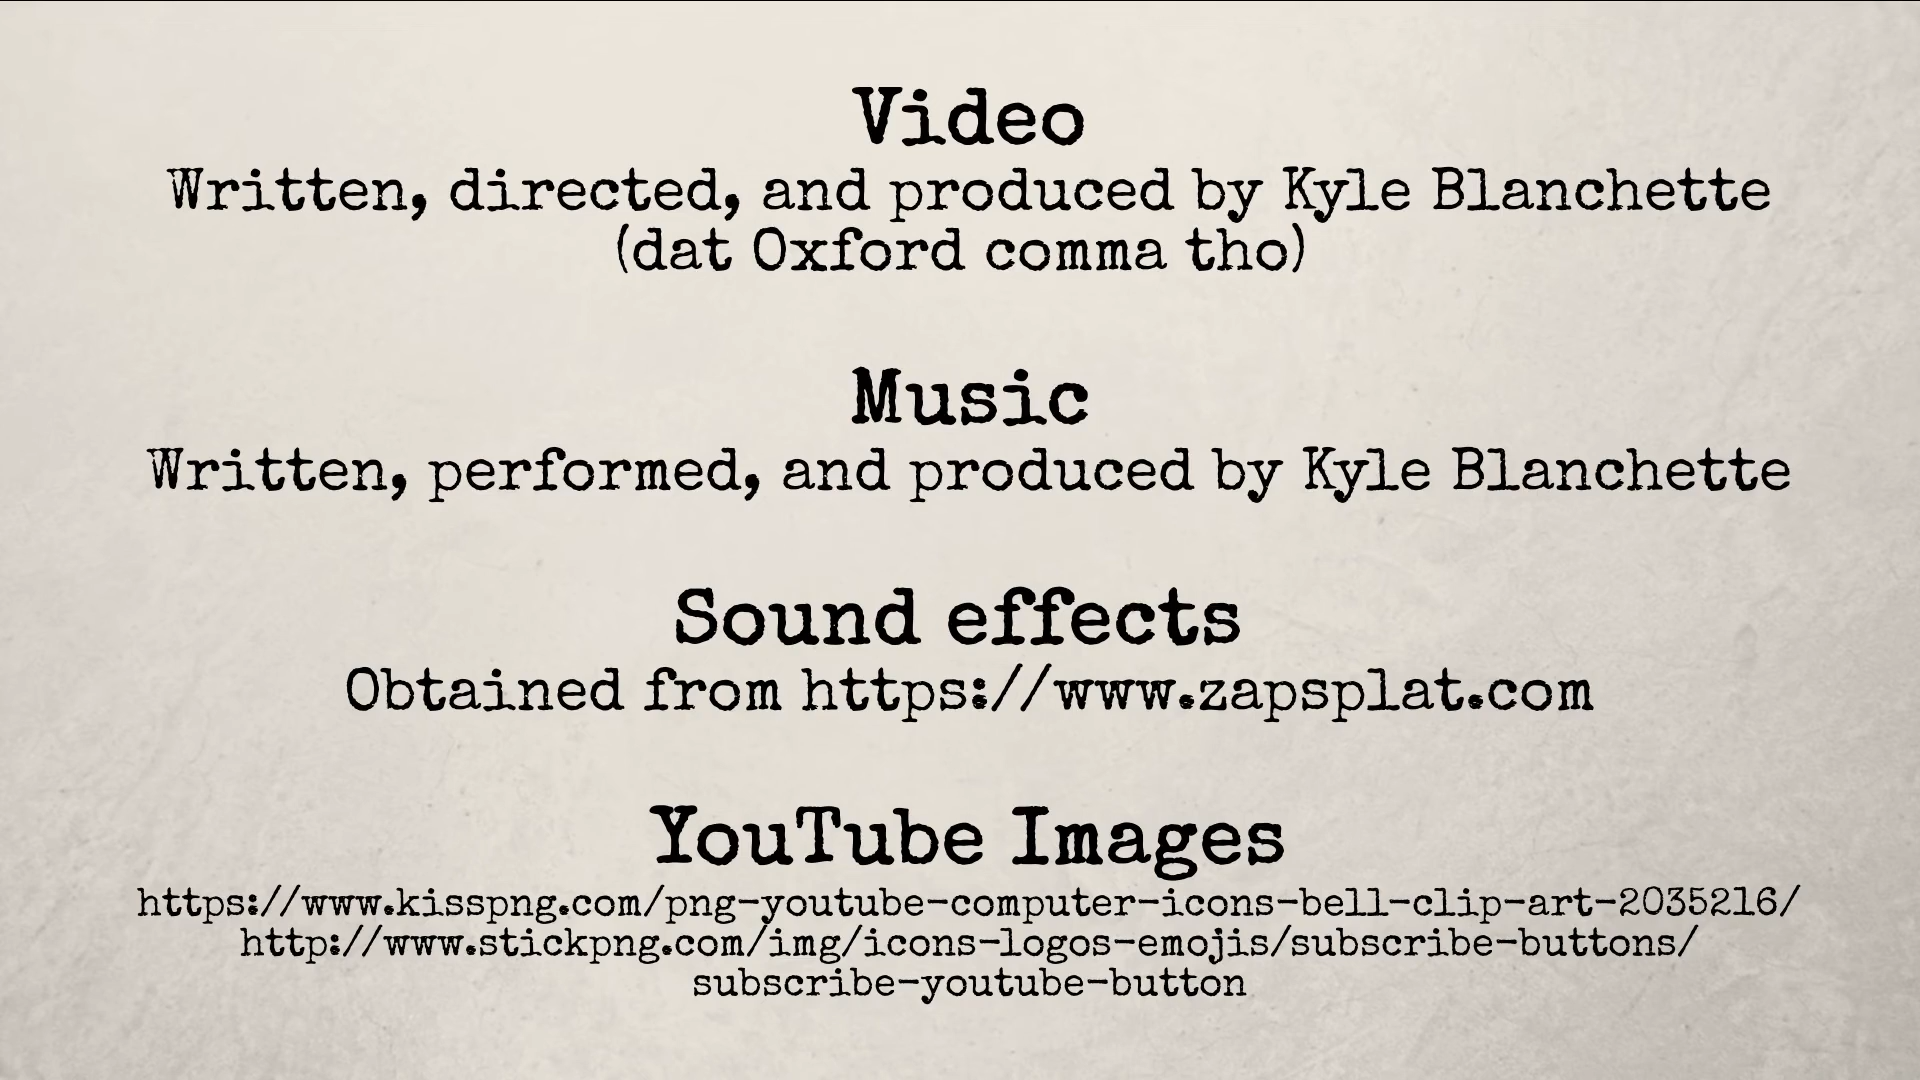 Video
Written, directed, and produced by Kyle Blanchette
(dat Oxford comma tho)
Music
Written, performed, and produced by Kyle Blanchette
Sound effects
Obtained from https://www.zapsplat.com
YouTube Images
https://www.kisspng.com/png-youtube-computer-icons-bell-clip-art-2035216/
http://www.stickpng.com/img/icons-logos-emojis/subscribe-buttons/
subscribe-youtube-button